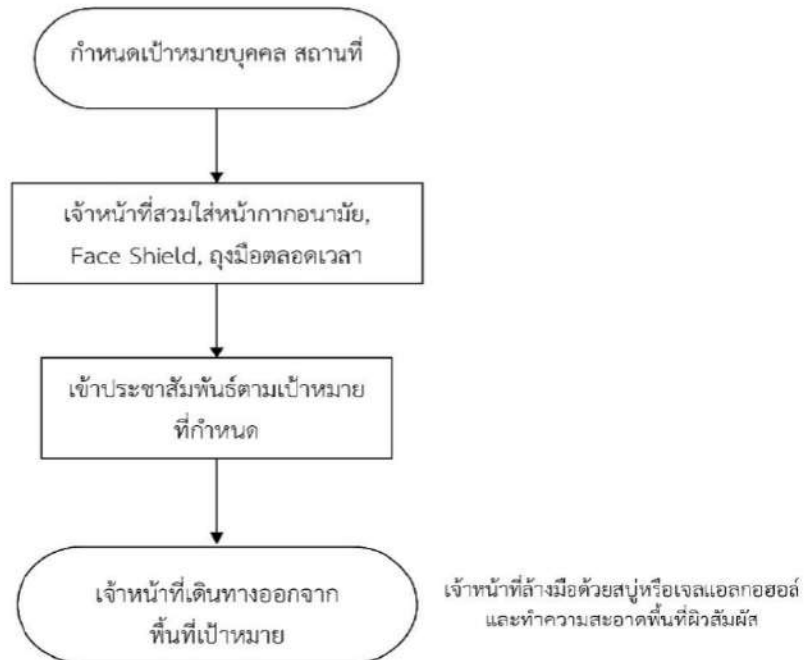 กำหนดเป้าหมายบุคคล สถานที่
เจ้าหน้าที่สวมใส่หน้ากากอนามัย,
Face Shield, ถุงมือตลอดเวลา
เข้าประชาสัมพันธ์ตามเป้าหมาย
ที่กำหนด
เจ้าหน้าที่เดินทางออกจาก
พื้นที่เป้าหมาย
เจ้าหน้าที่ล้างมือด้วยสบู่หรือเจลแอลกอฮอล์
และทำความสะอาดพื้นที่ผิวสัมผัส